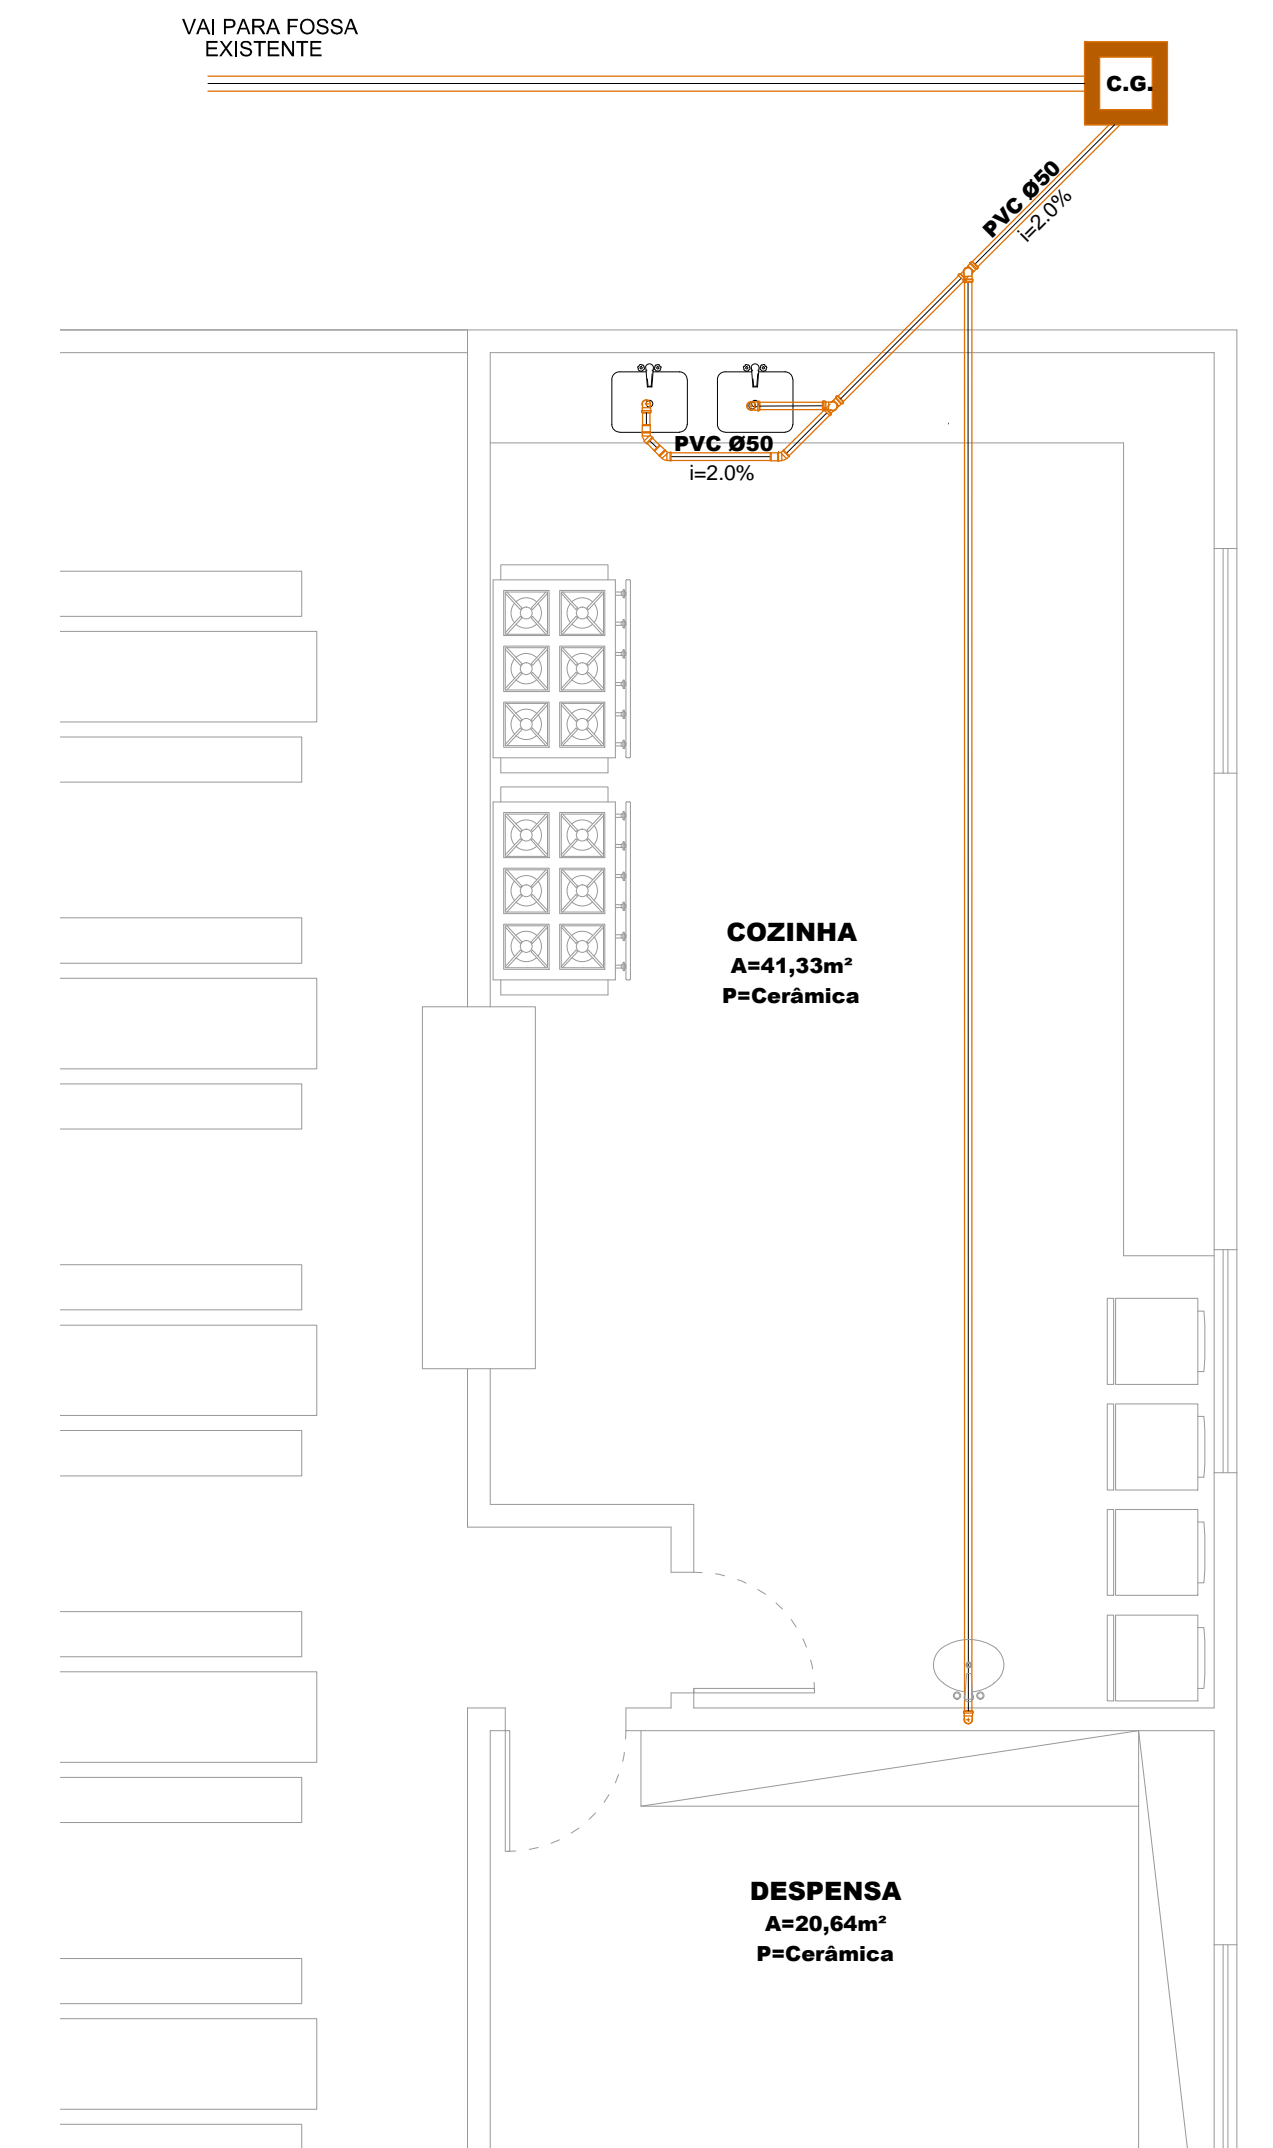 VAI PARA FOSSA
EXISTENTE
C.G.
PVC Ø50
i=2.0%
PVC Ø50
i=2.0%
COZINHA
A=41,33m²
P=Cerâmica
DESPENSA
A=20,64m²
P=Cerâmica